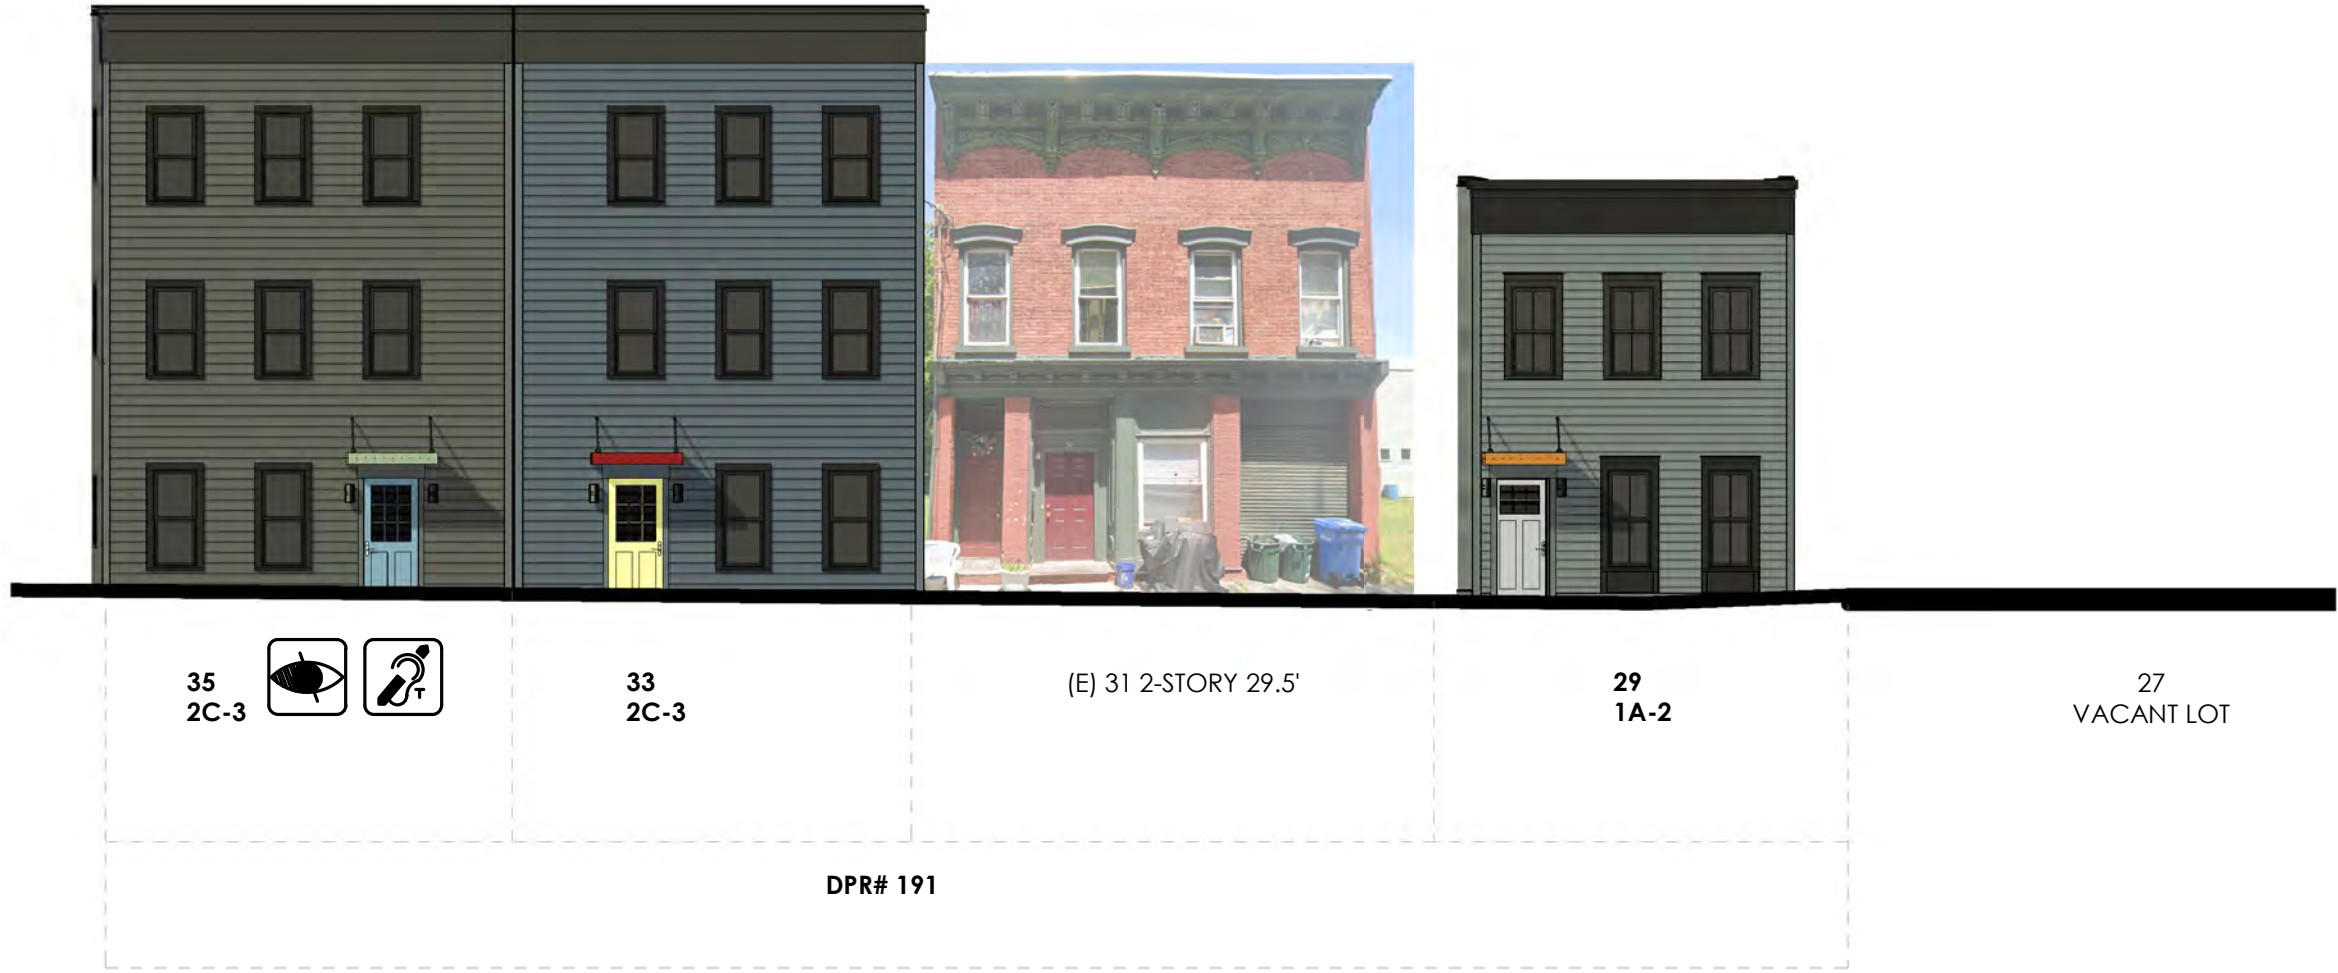 35
2C-3
T
33
2C-3
(E) 31 2-STORY 29.5'
29
1A-2
27
VACANT LOT
DPR# 191